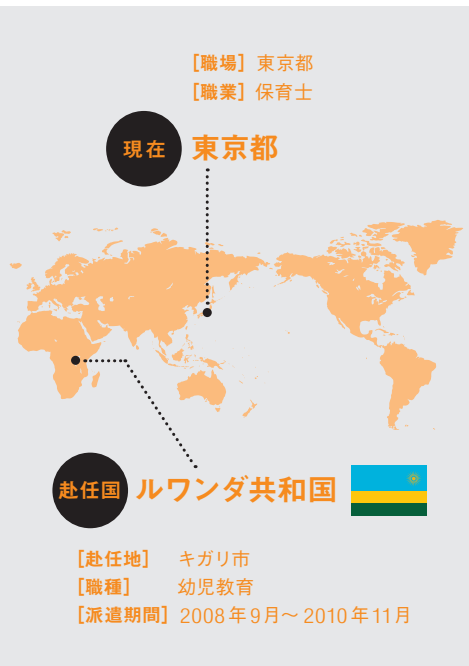 [職場] 東京都
[職業] 保育士
現在 東京都
赴任国 ルワンダ共和国
[赴任地] キガリ市
[職種] 幼児教育
[派遣期間] 2008年9月〜2010年11月